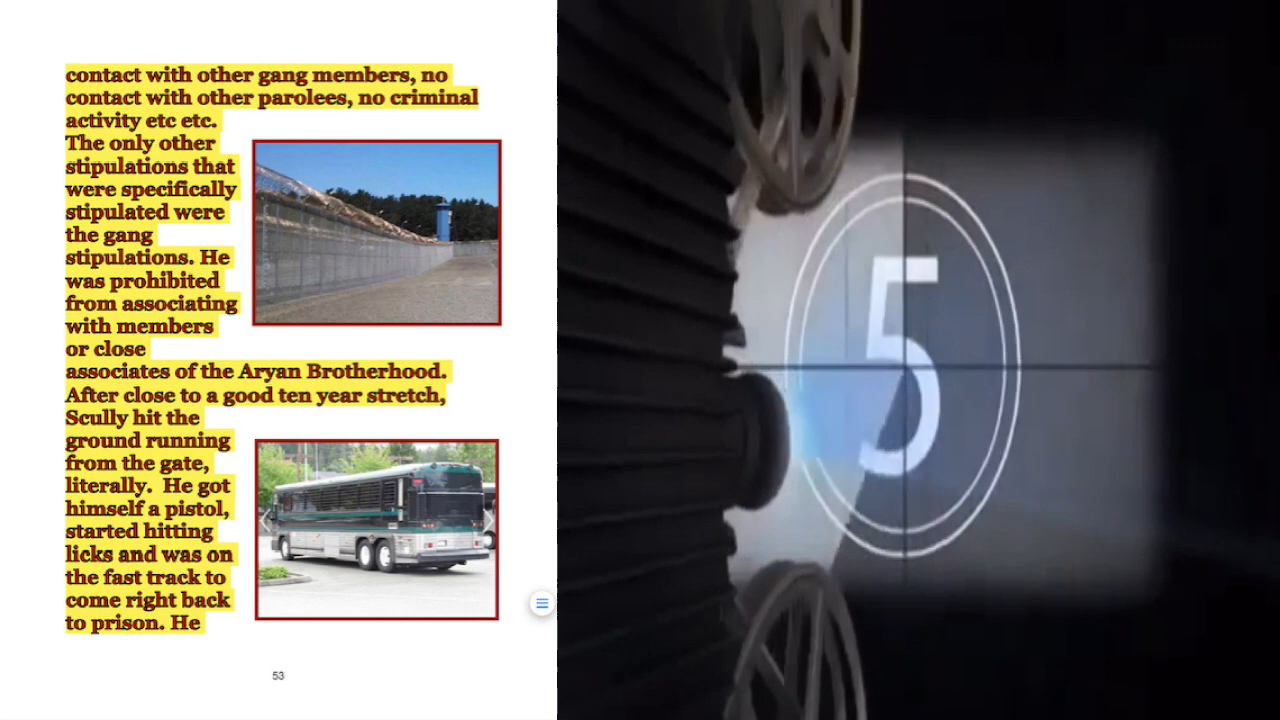 contact with other gang members, no
contact with other parolees, no criminal
activity etc etc.
The only other
stipulations that
were specifically
stipulated were
the gang
stipulations. He
was prohibited
from associating
with members
or close
associates of the Aryan Brotherhood.
After close to a good ten year stretch,
Scully hit the
ground running
from the gate,
literally.  He got
himself a pistol,
started hitting
licks and was on
the fast track to
come right back
to prison. He
53
5